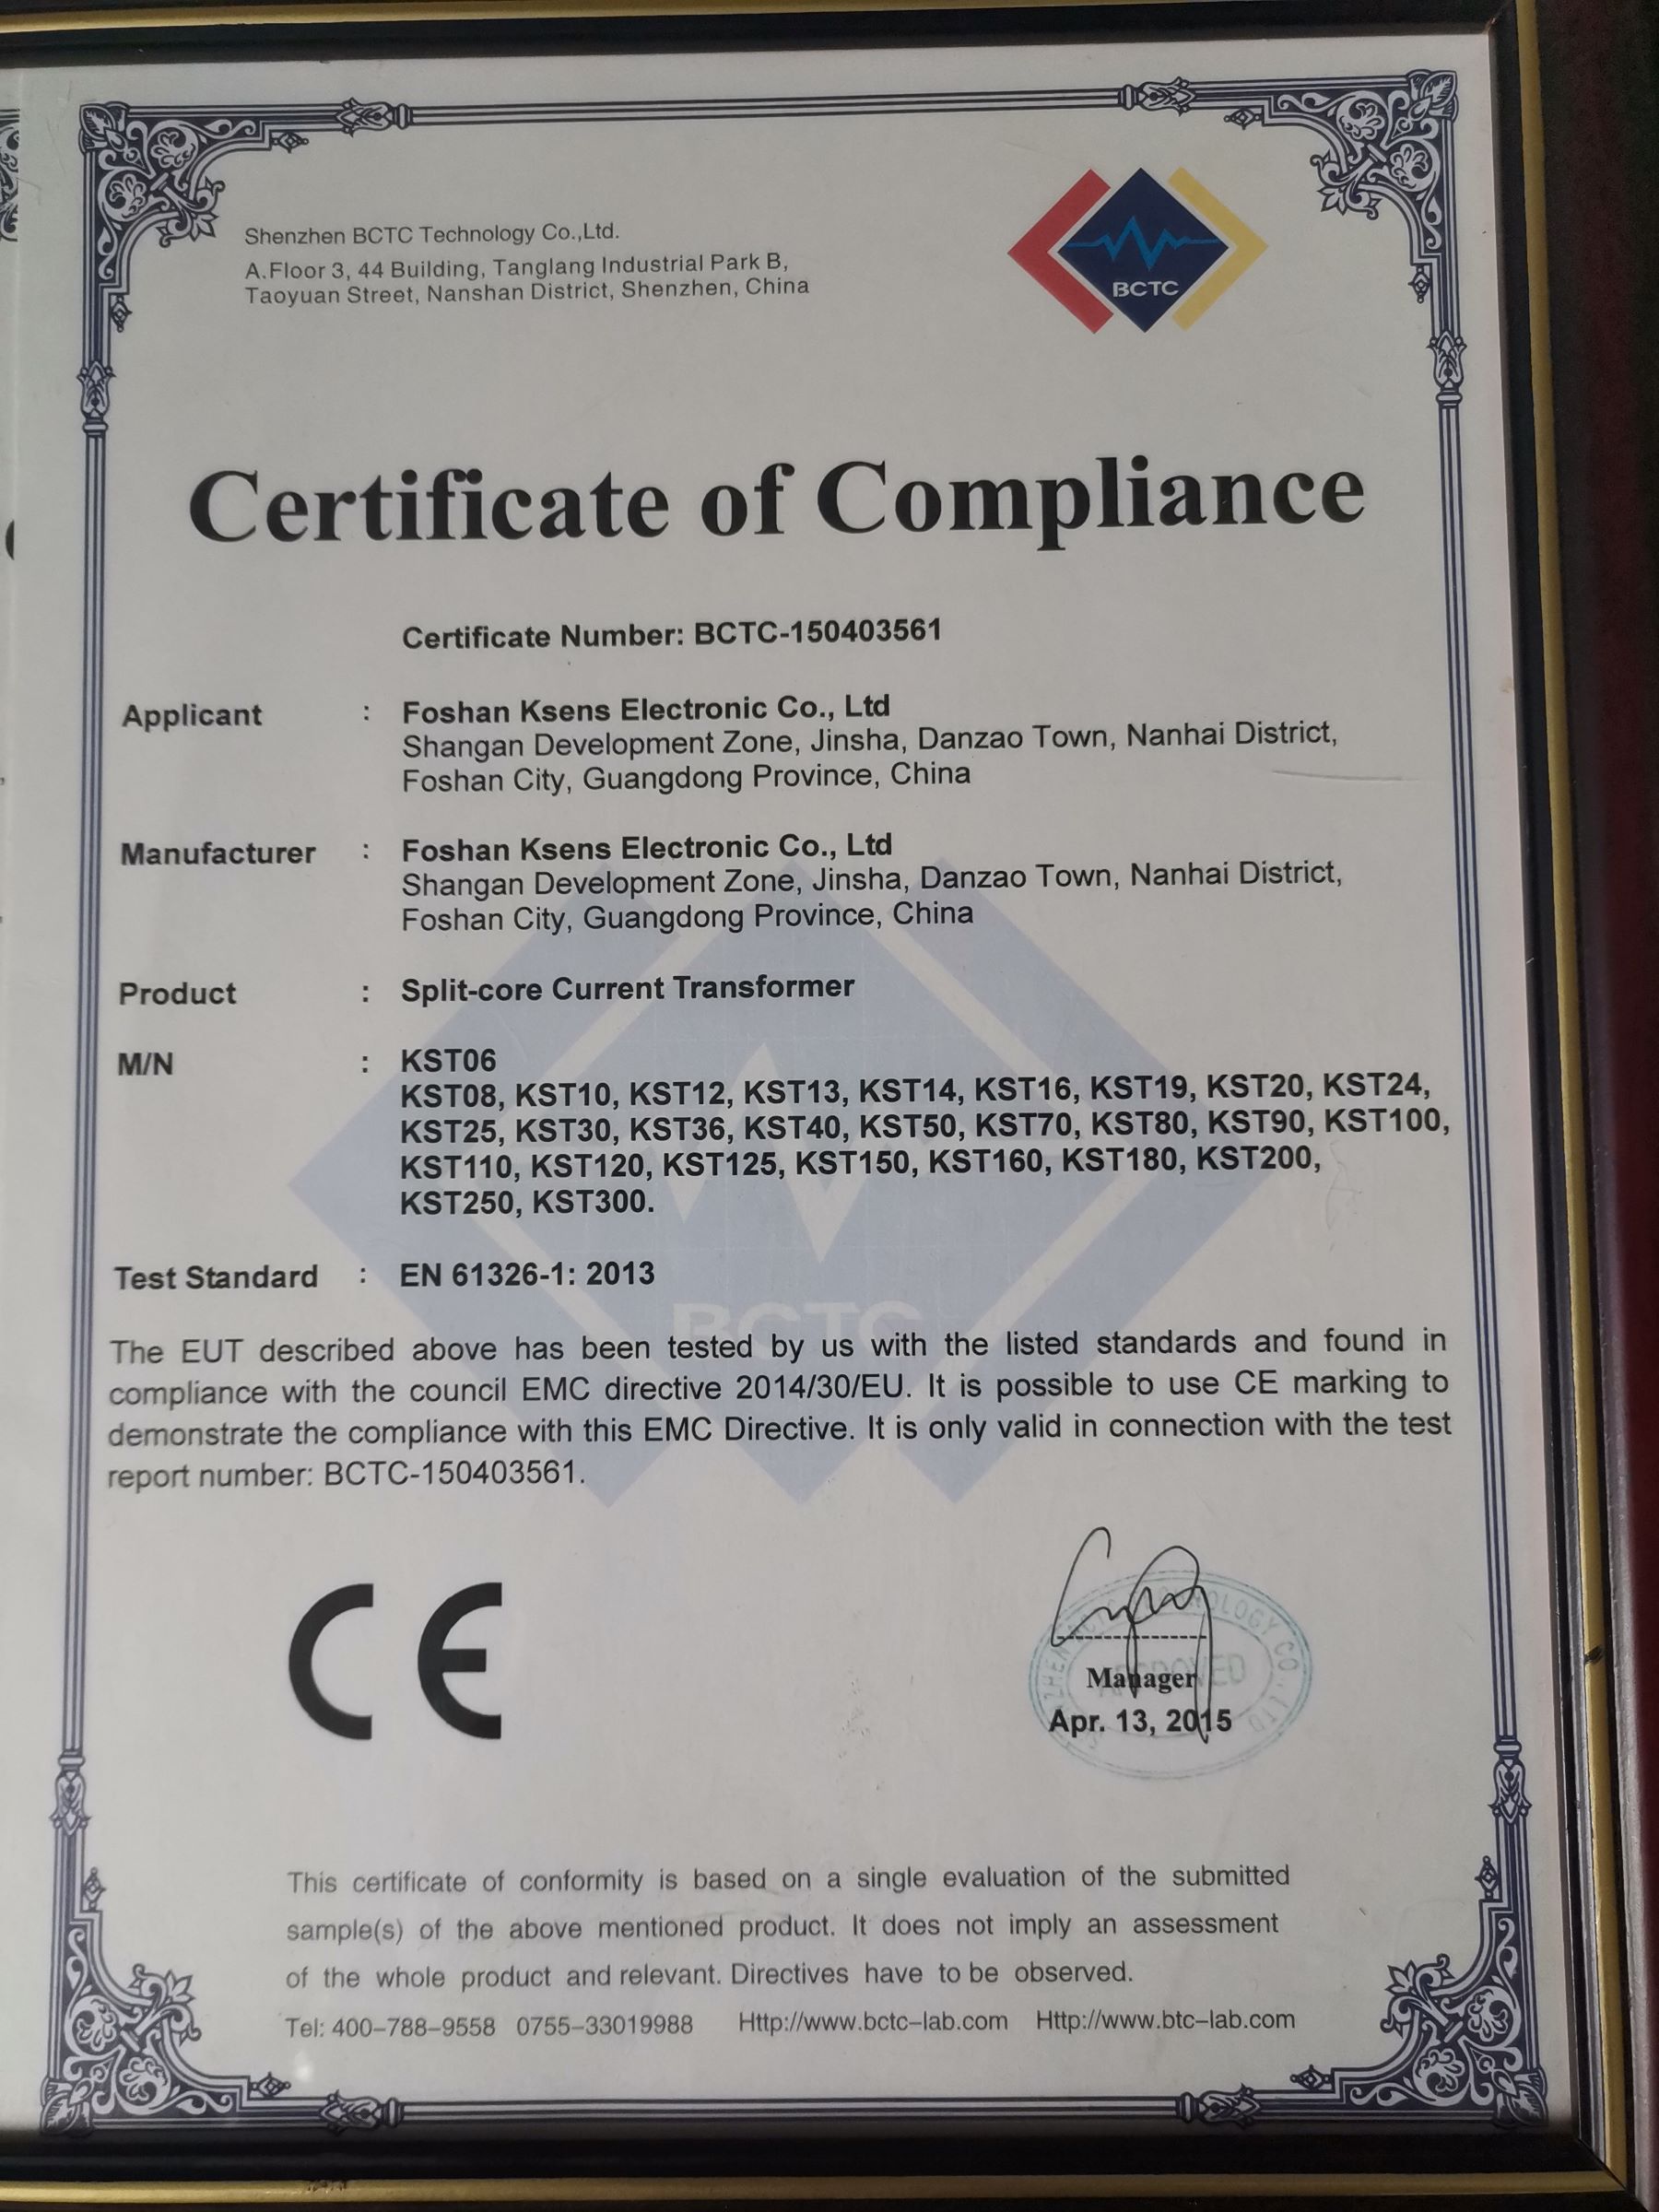 Shenzhen BCTC Technology Co.,Ltd.
A.Floor 3, 44 Building, Tanglang Industrial Park B,
Taoyuan Street, Nanshan District, Shenzhen, China
BCTC
Certificate of Compliance
Certificate Number: BCTC-150403561
Applicant : Foshan Ksens Electronic Co., Ltd
Shangan Development Zone, Jinsha, Danzao Town, Nanhai District,
Foshan City, Guangdong Province, China
Manufacturer : Foshan Ksens Electronic Co., Ltd
Shangan Development Zone, Jinsha, Danzao Town, Nanhai District,
Foshan City, Guangdong Province, China
Product : Split-core Current Transformer
M/N : KST06
KST08, KST10, KST12, KST13, KST14, KST16, KST19, KST20, KST24,
KST25, KST30, KST36, KST40, KST50, KST70, KST80, KST90, KST100,
KST110, KST120, KST125, KST150, KST160, KST180, KST200,
KST250, KST300.
Test Standard : EN 61326-1: 2013
BCTC
The EUT described above has been tested by us with the listed standards and found in
compliance with the council EMC directive 2014/30/EU. It is possible to use CE marking to
demonstrate the compliance with this EMC Directive. It is only valid in connection with the test
report number: BCTC-150403561.
CE
APPROVED
Manager
Apr. 13, 2015
This certificate of conformity is based on a single evaluation of the submitted
sample(s) of the above mentioned product. It does not imply an assessment
of the whole product and relevant. Directives have to be observed.
Tel: 400-788-9558 0755-33019988 Http://www.bctc-lab.com Http://www.btc-lab.com